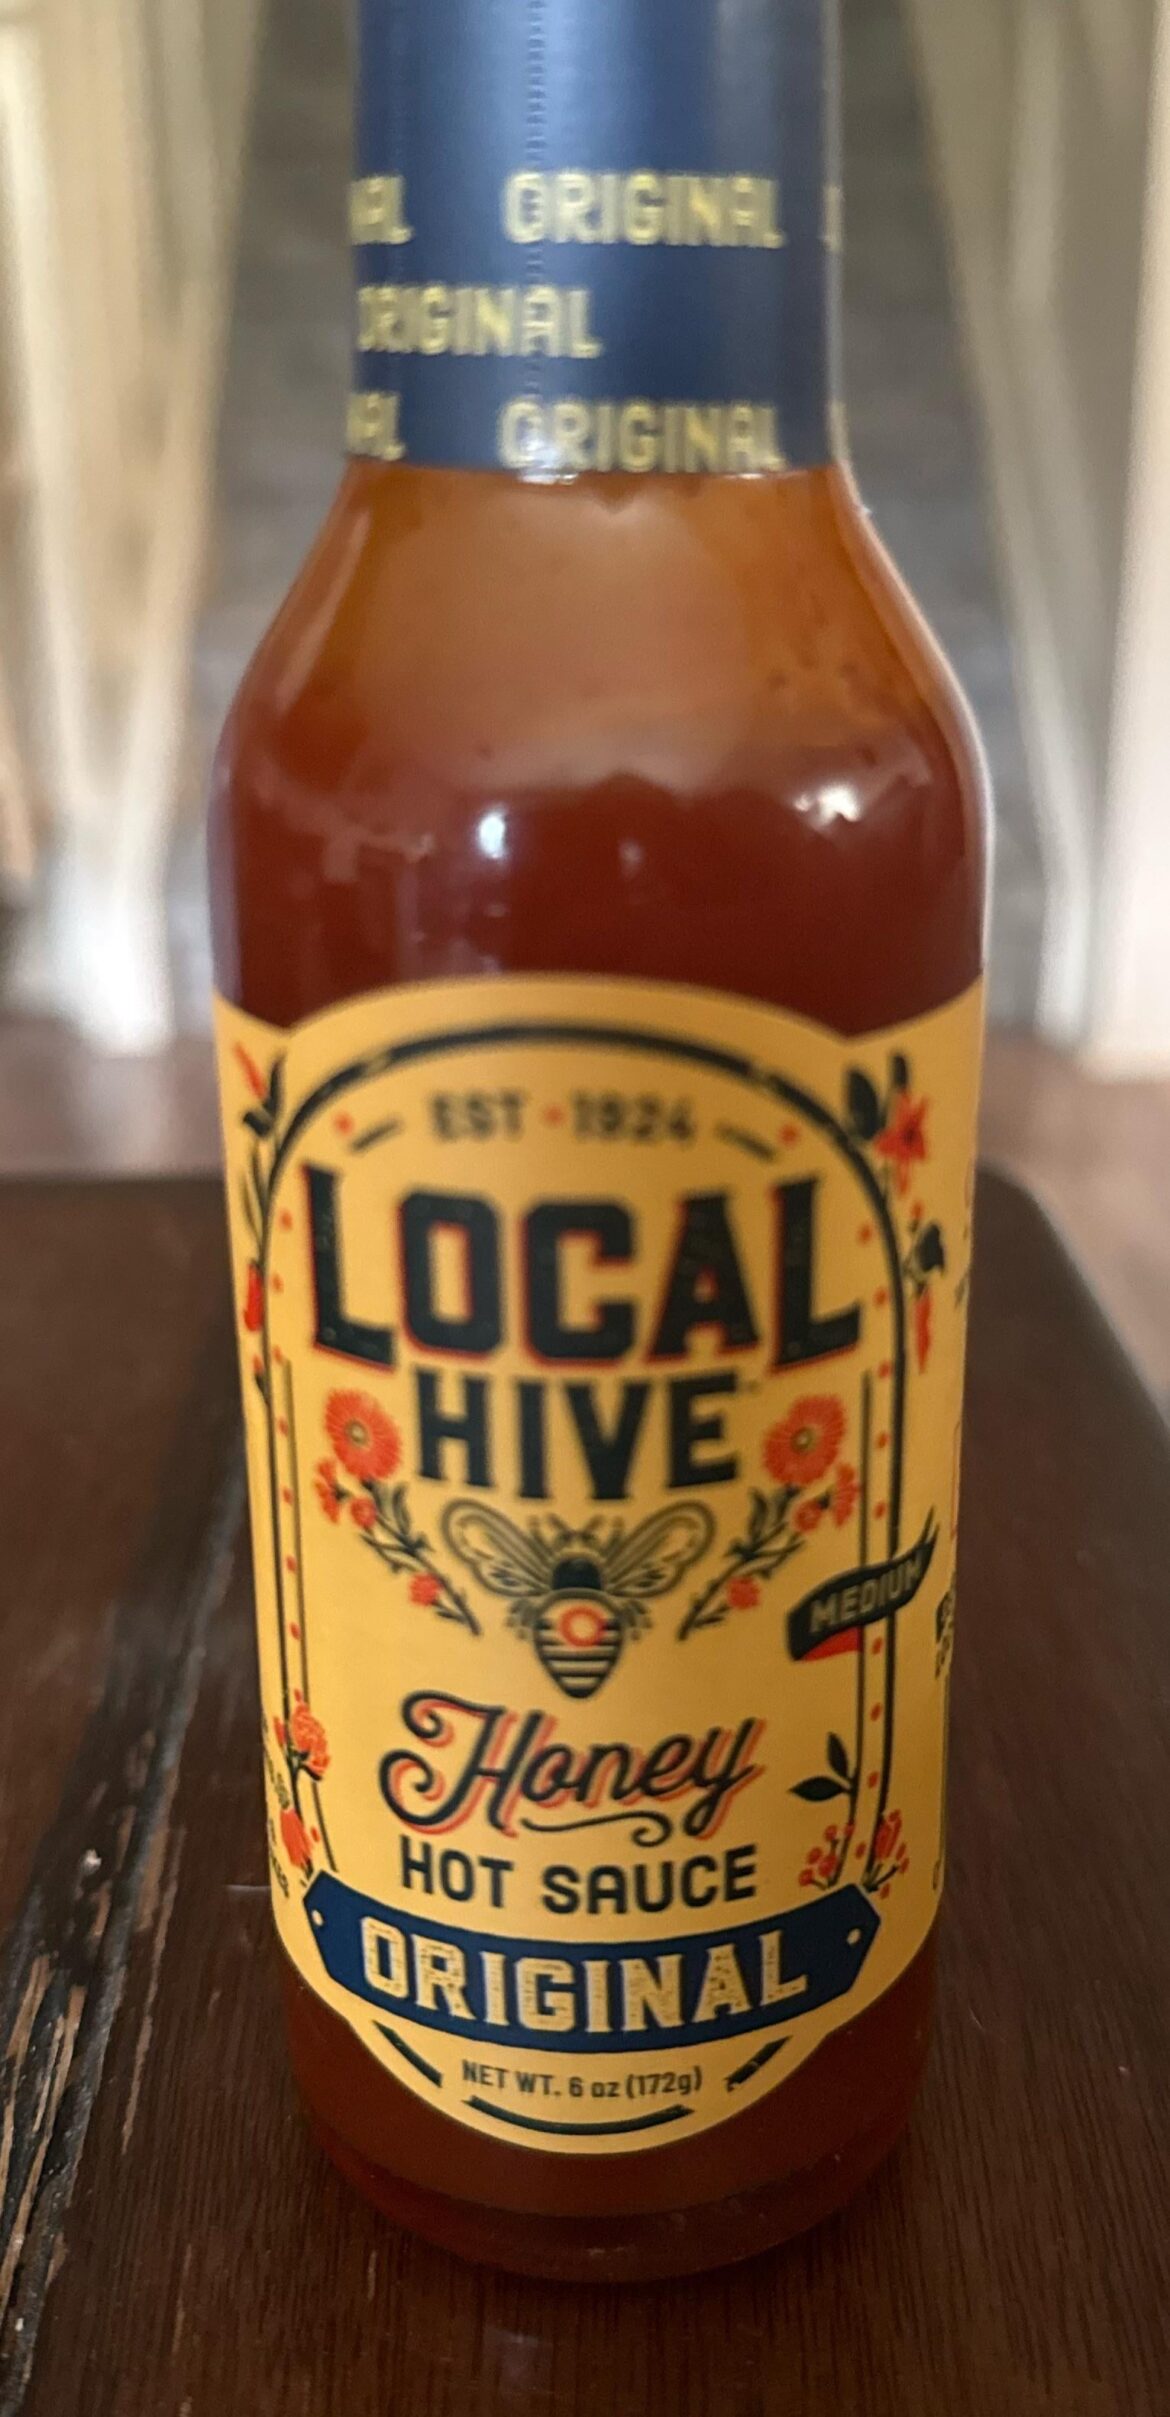 ORIGINAL
ORIGINAL
ORIGINAL
EST • 1924
LOCAL
HIVE
MEDIUM
Honey
HOT SAUCE
ORIGINAL
NET WT. 6 oz (172g)